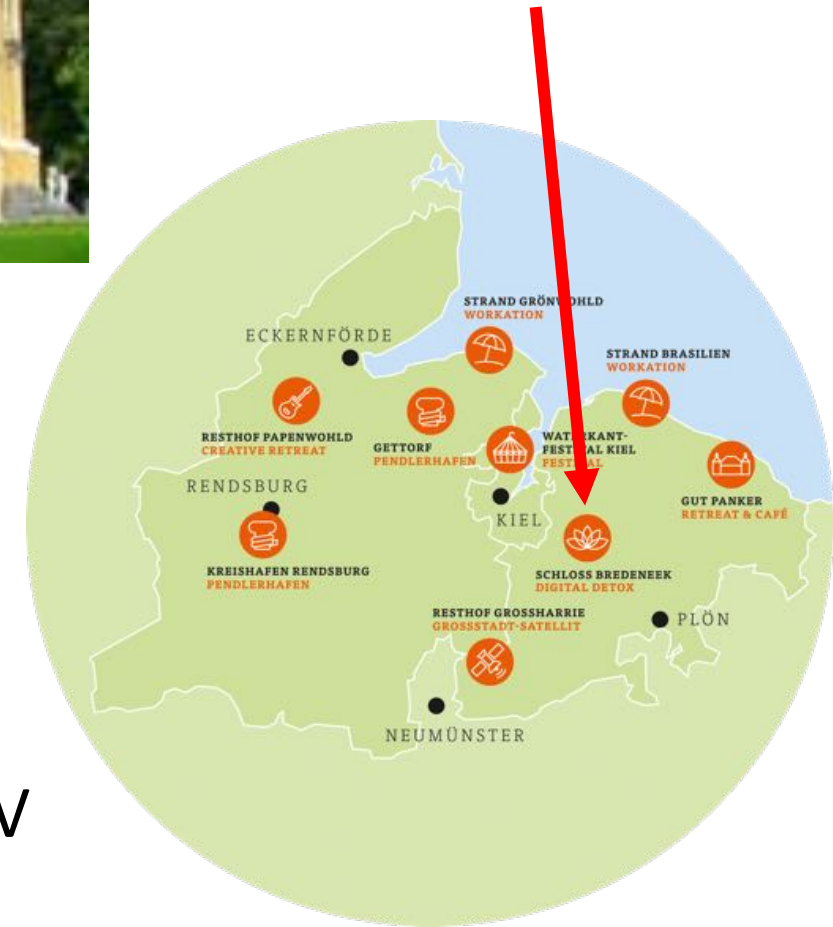 STRAND GRÖNWOHLD
WORKATION
ECKERNFÖRDE
STRAND BRASILIEN
WORKATION
RESTHOF PAPENWOHLD
CREATIVE RETREAT
GETTORF
PENDLERHAFEN
WATERKANT-
FESTIVAL KIEL
FESTIVAL
RENDSBURG
KIEL
GUT PANKER
RETREAT & CAFÉ
KREISHAFEN RENDSBURG
PENDLERHAFEN
SCHLOSS BREDENEEK
DIGITAL DETOX
RESTHOF GROSSHARRIE
GROSSSTADT-SATELLIT
PLÖN
NEUMÜNSTER
V